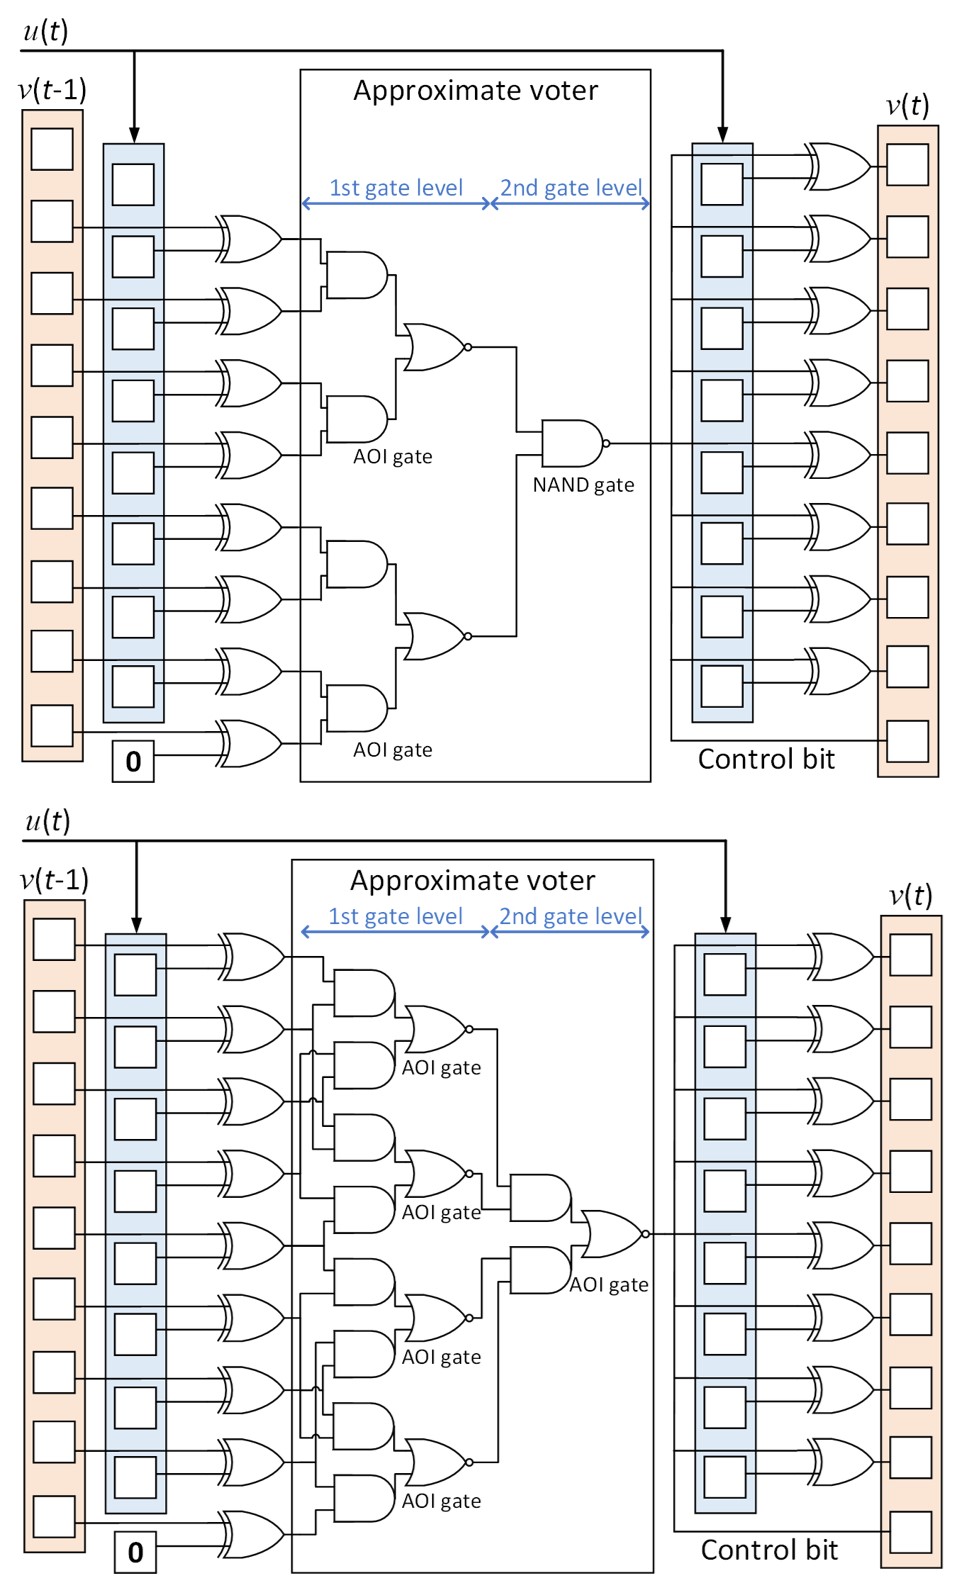 u(t)
v(t-1)
Approximate voter
v(t)
1st gate level
2nd gate level
AOI gate
NAND gate
AOI gate
0
Control bit
u(t)
v(t-1)
Approximate voter
v(t)
1st gate level
2nd gate level
AOI gate
AOI gate
AOI gate
AOI gate
AOI gate
0
Control bit